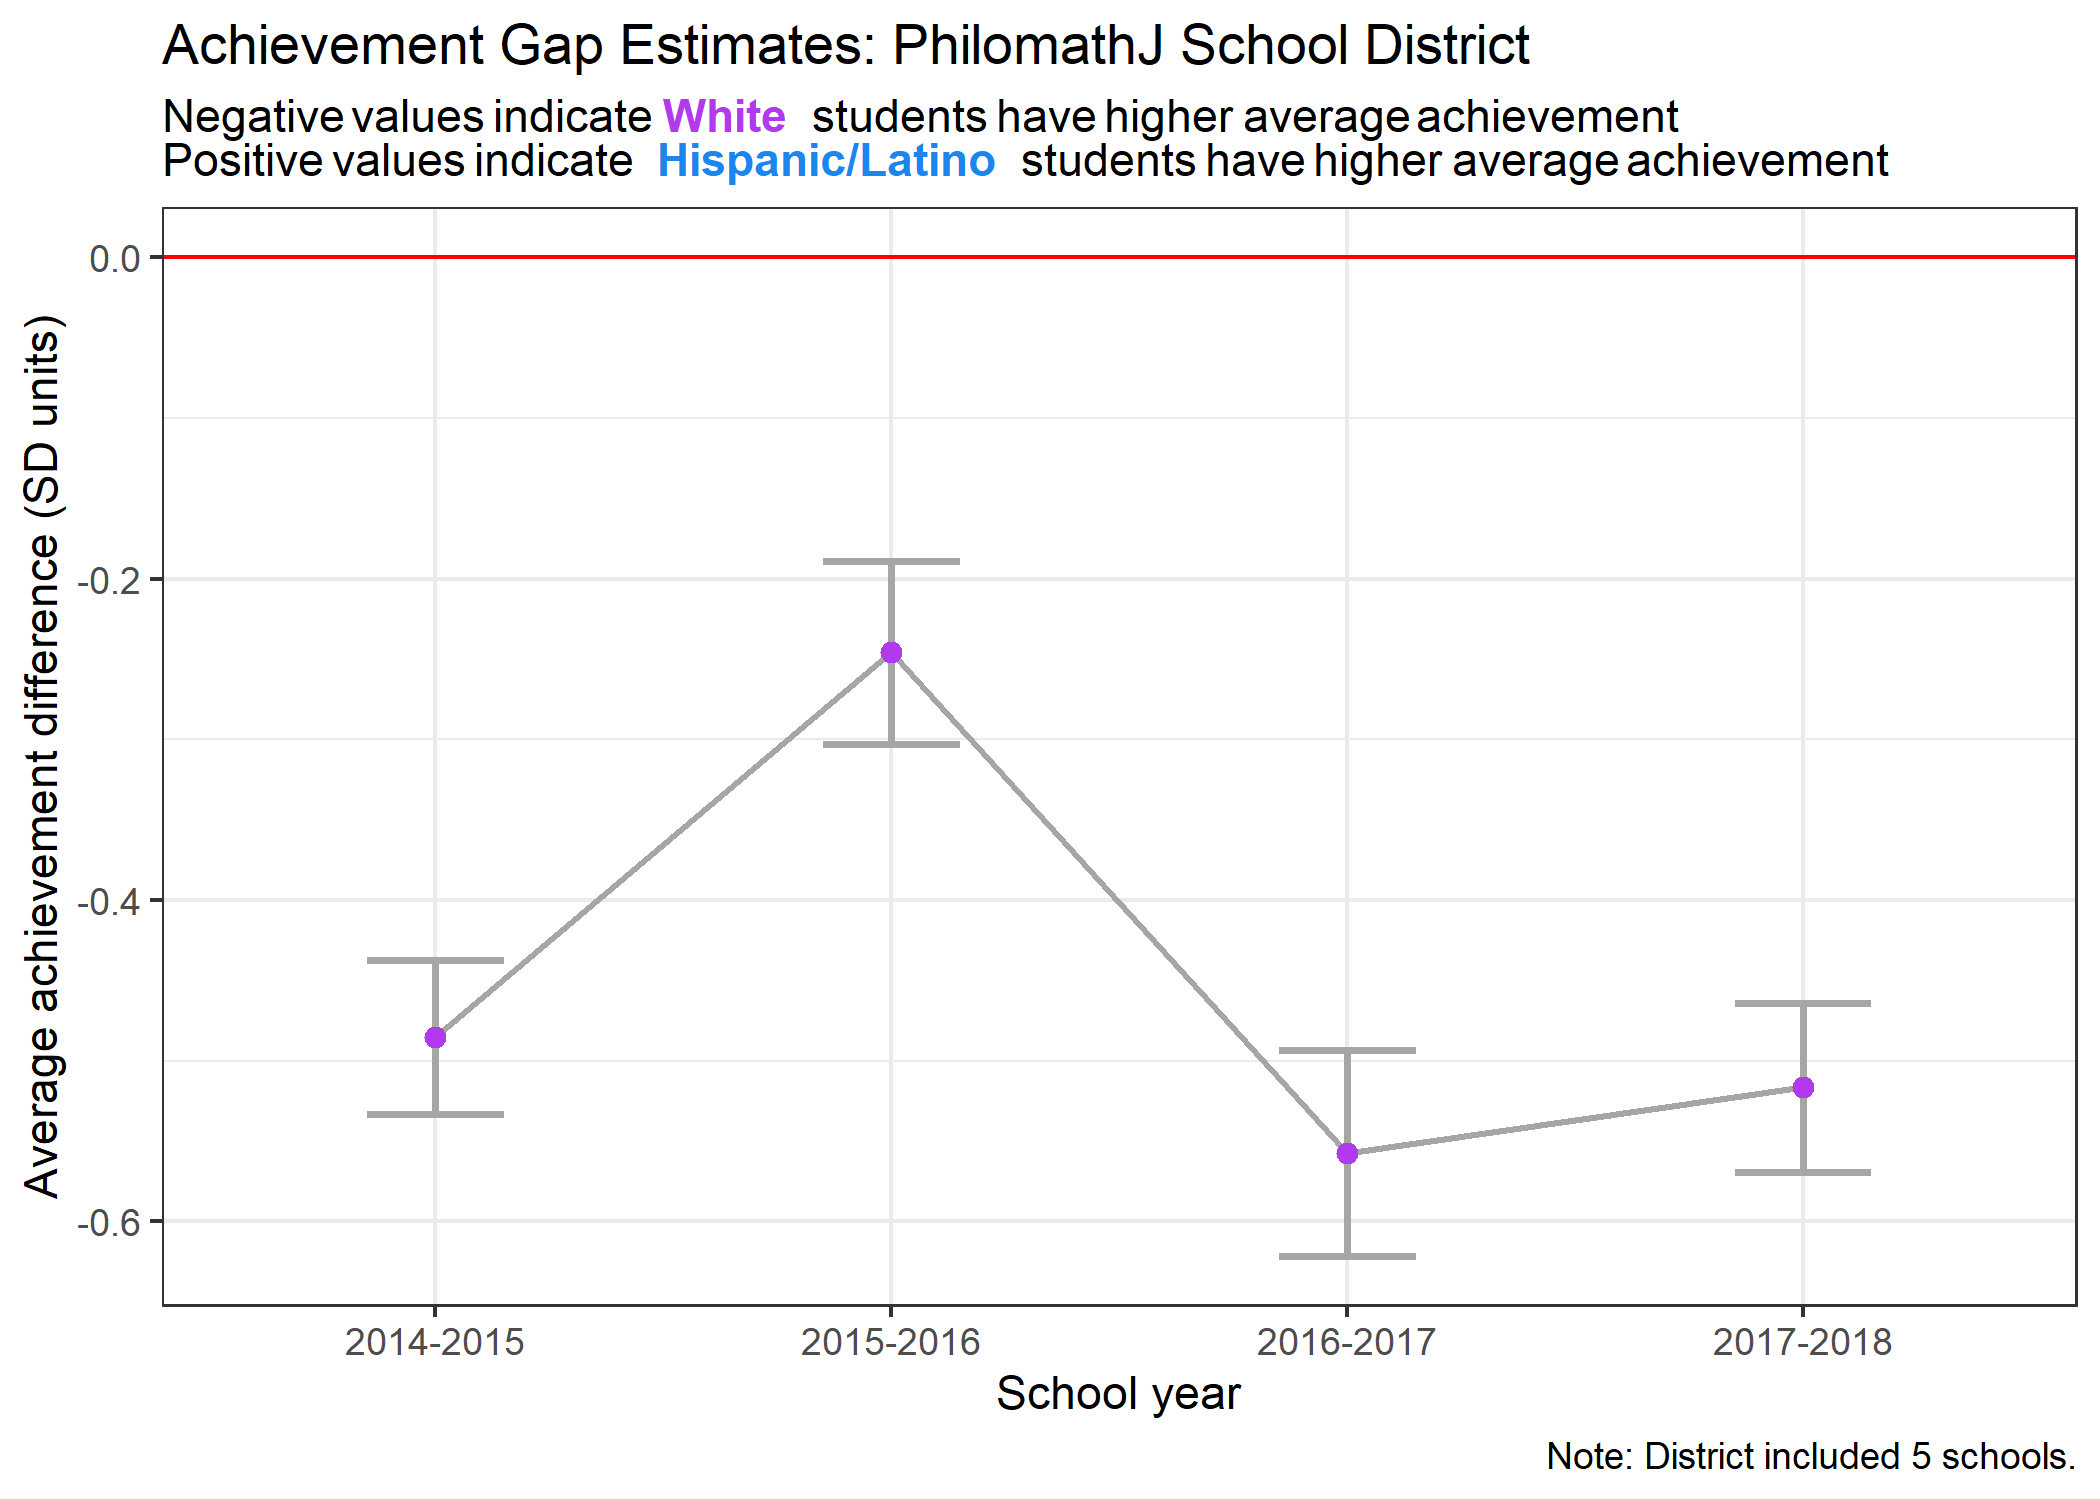 Achievement Gap Estimates: PhilomathJ School District
Negative values indicate White students have higher average achievement
Positive values indicate Hispanic/Latino students have higher average achievement
Average achievement difference (SD units)
0.0
-0.2
-0.4
-0.6
2014-2015
2015-2016
2016-2017
2017-2018
School year
Note: District included 5 schools.